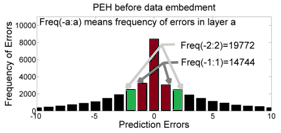 PEH before data embedment
Freq(-a:a) means frequency of errors in layer a
Freq(-2:2)=19772
Freq(-1:1)=14744
Frequency of Errors
10000
8000
6000
4000
2000
0
-10
-5
0
5
10
Prediction Errors